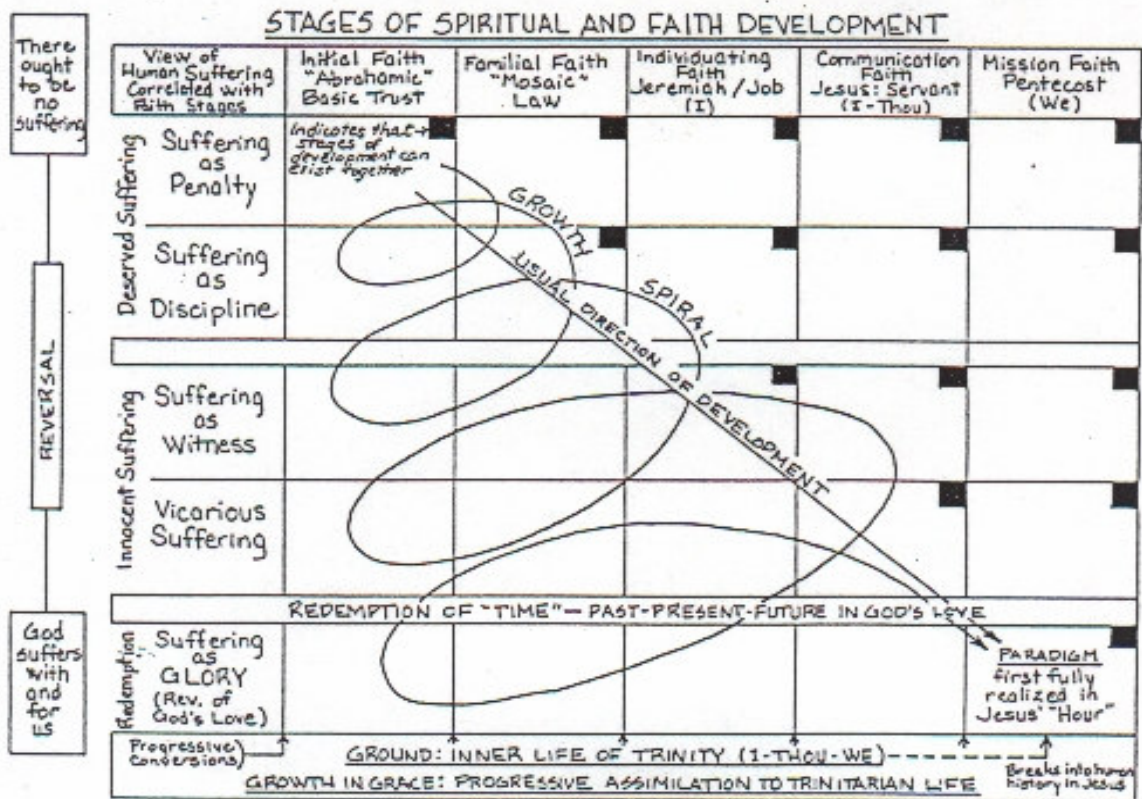 STAGES OF SPIRITUAL AND FAITH DEVELOPMENT
There
ought
to be
no
suffering
REVERSAL
God
suffers
with
and
for
us
View of
Human Suffering
Correlated with
Faith Stages
Initial Faith
"Abrahamic"
Basic Trust
Familial Faith
"Mosaic"
Law
Individuating
Faith
Jeremiah/Job
(I)
Communication
Faith
Jesus: Servant
(I-Thou)
Mission Faith
Pentecost
(We)
Deserved Suffering
Suffering
as
Penalty
Indicates that
stages of
development can
exist together
Suffering
as
Discipline
GROWTH
SPIRAL
USUAL DIRECTION OF DEVELOPMENT
Innocent Suffering
Suffering
as
Witness
Vicarious
Suffering
REDEMPTION OF "TIME" — PAST-PRESENT-FUTURE IN GOD'S LOVE
Redemption
Suffering
as
GLORY
(Rev. of
God's Love)
PARADIGM
first fully
realized in
Jesus' "Hour"
Progressive
Conversions)
GROUND: INNER LIFE OF TRINITY (I-THOU-WE)
GROWTH IN GRACE: PROGRESSIVE ASSIMILATION TO TRINITARIAN LIFE
Breaks into human
history in Jesus